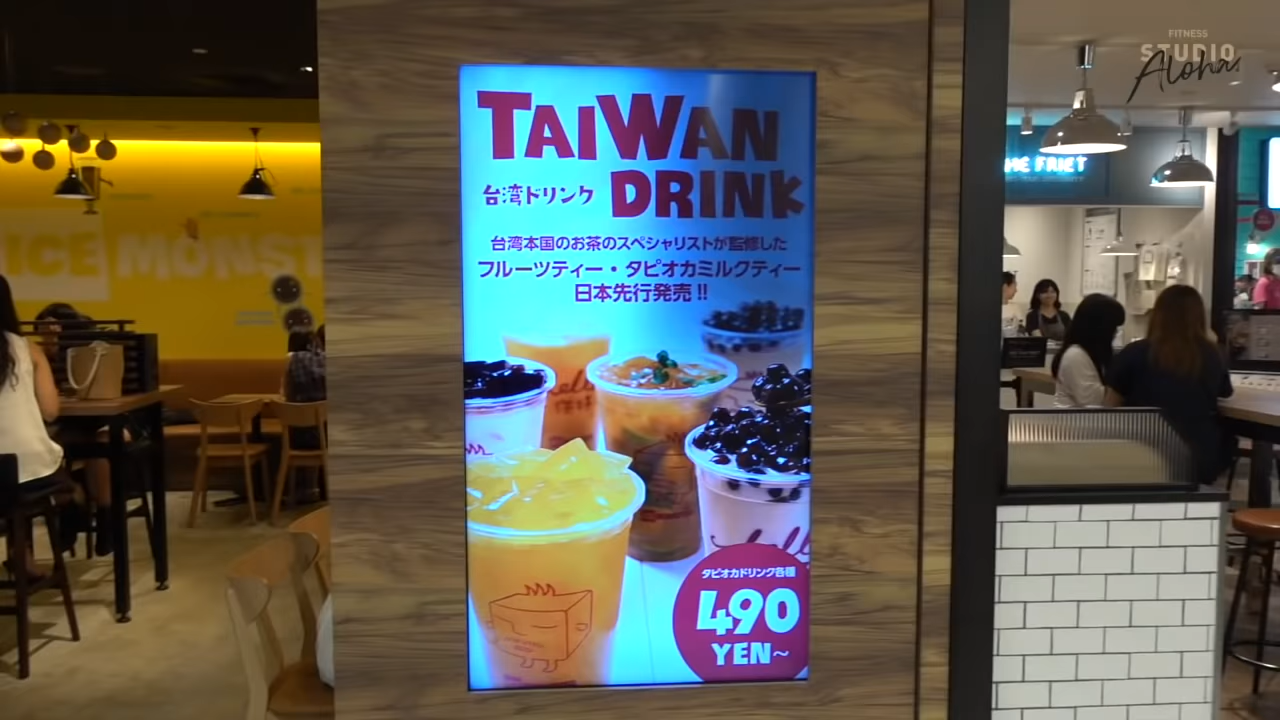 FITNESS
STUDIO
Aloha
TAIWAN
DRINK
台湾ドリンク
台湾本国のお茶のスペシャリストが監修した
フルーツティー・タピオカミルクティー
日本先行発売!!
タピオカドリンク各種
490
YEN~
ICE MONST
FRIET